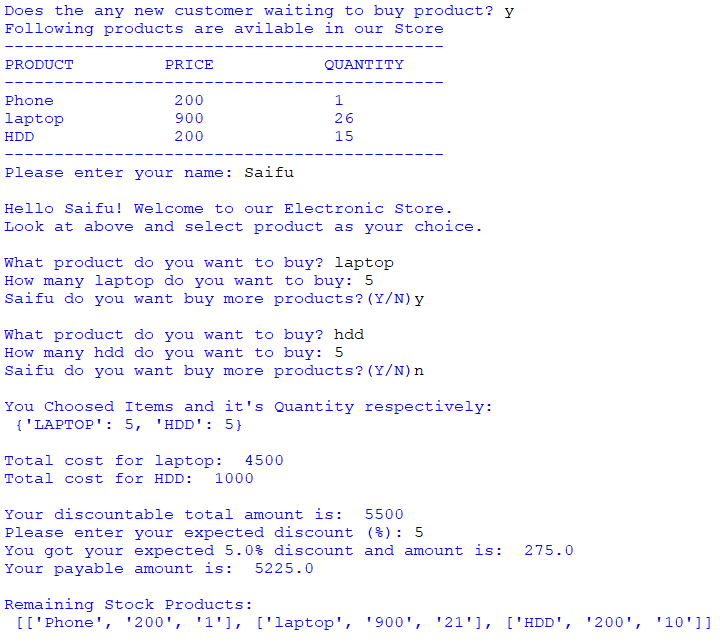 Does the any new customer waiting to buy product? y
Following products are avilable in our Store
--------------------------------------------
PRODUCT PRICE QUANTITY
--------------------------------------------
Phone 200 1
laptop 900 26
HDD 200 15
--------------------------------------------
Please enter your name: Saifu
Hello Saifu! Welcome to our Electronic Store.
Look at above and select product as your choice.
What product do you want to buy? laptop
How many laptop do you want to buy: 5
Saifu do you want buy more products?(Y/N)y
What product do you want to buy? hdd
How many hdd do you want to buy: 5
Saifu do you want buy more products?(Y/N)n
You Choosed Items and it's Quantity respectively:
{'LAPTOP': 5, 'HDD': 5}
Total cost for laptop: 4500
Total cost for HDD: 1000
Your discountable total amount is: 5500
Please enter your expected discount (%): 5
You got your expected 5.0% discount and amount is: 275.0
Your payable amount is: 5225.0
Remaining Stock Products:
[['Phone', '200', '1'], ['laptop', '900', '21'], ['HDD', '200', '10']]